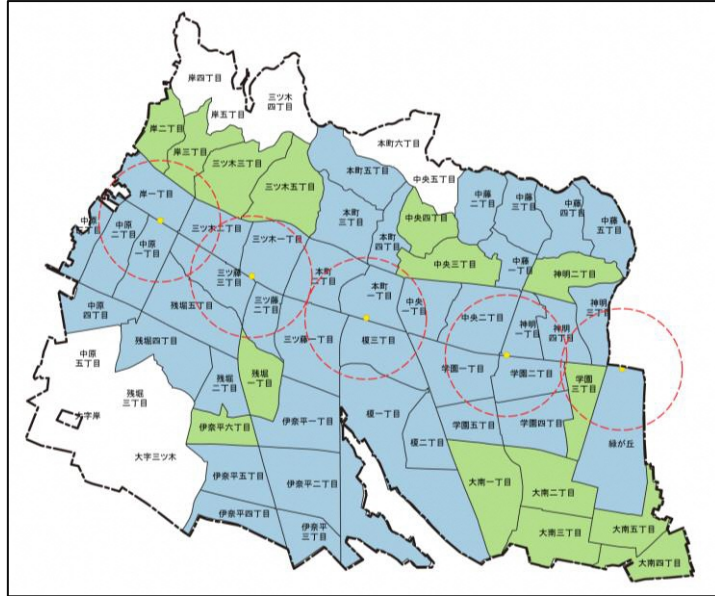 岸四丁目
三ツ木
四丁目
岸五丁目
岸二丁目
岸三丁目
三ツ木三丁目
三ツ木五丁目
本町六丁目
本町五丁目
中央五丁目
岸一丁目
中藤
二丁目
中藤
三丁目
中藤
四丁目
中藤
五丁目
中原
二丁目
中原
一丁目
三ツ木二丁目
三ツ木一丁目
本町
三丁目
本町
四丁目
中央四丁目
中央三丁目
中藤
一丁目
神明二丁目
三ツ藤
三丁目
三ツ藤
二丁目
本町
二丁目
本町
一丁目
中央
一丁目
中央二丁目
神明
一丁目
神明
四丁目
神明
三丁目
中原
四丁目
残堀五丁目
三ツ藤一丁目
榎三丁目
中原
五丁目
残堀四丁目
残堀
二丁目
残堀
一丁目
学園一丁目
学園二丁目
学園
三丁目
残堀
三丁目
大字岸
伊奈平六丁目
伊奈平一丁目
榎一丁目
榎二丁目
学園五丁目
学園四丁目
緑が丘
大字三ツ木
伊奈平五丁目
伊奈平二丁目
伊奈平四丁目
伊奈平
三丁目
大南一丁目
大南二丁目
大南三丁目
大南五丁目
大南四丁目